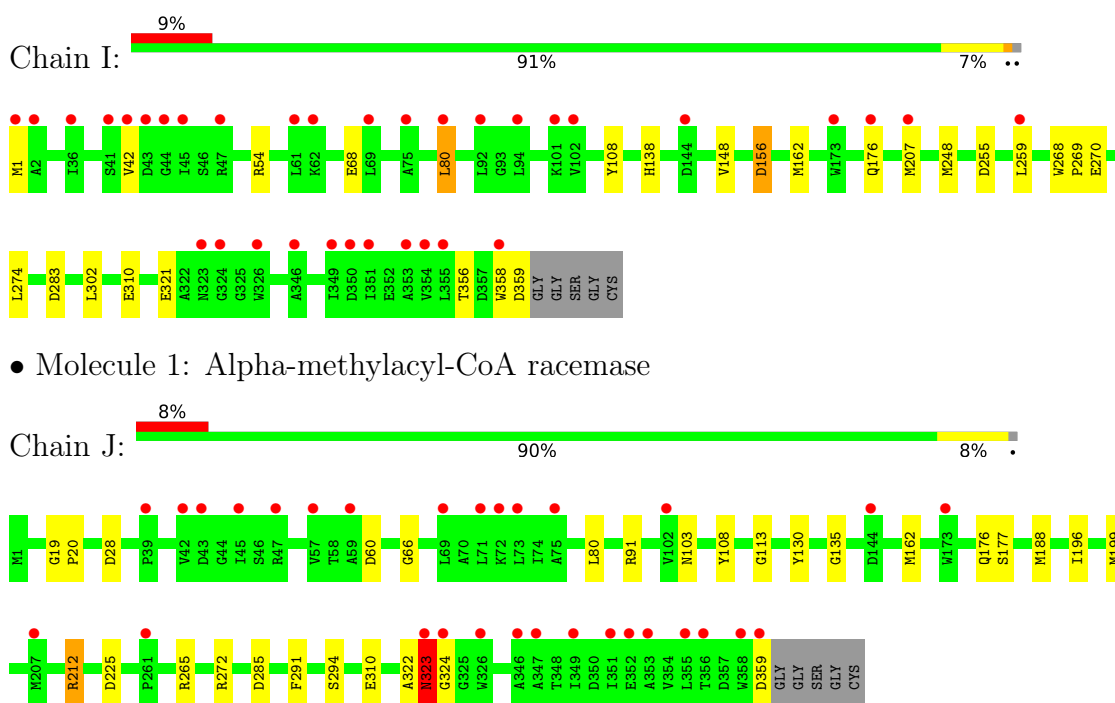 9%
Chain I:
91% 7% ••
M1 A2 I36 S41 V42 D43 G44 I45 S46 R47 R54 L61 K62 E68 L69 A75 L80 L92 G93 L94 K101 V102 Y108 H138 D144 V148 D156 M162 W173 Q176 M207 M248 D255 L259 W268 P269 E270
L274 D283 L302 E310 E321 A322 N323 G324 G325 W326 A346 I349 D350 I351 E352 A353 V354 L355 T356 D357 W358 D359 GLY GLY SER GLY CYS
• Molecule 1: Alpha-methylacyl-CoA racemase
8%
Chain J:
90% 8% •
M1 G19 P20 D28 P39 V42 D43 G44 I45 S46 R47 V57 T58 A59 D60 G66 L69 A70 L71 K72 L73 I74 A75 L80 R91 V102 N103 Y108 G113 Y130 G135 D144 M162 W173 Q176 S177 M188 I196 M199
M207 R212 D225 P261 R265 R272 D285 F291 S294 E310 A322 N323 G324 G325 W326 A346 A347 T348 I349 D350 I351 E352 A353 V354 L355 T356 D357 W358 D359 GLY GLY SER GLY CYS